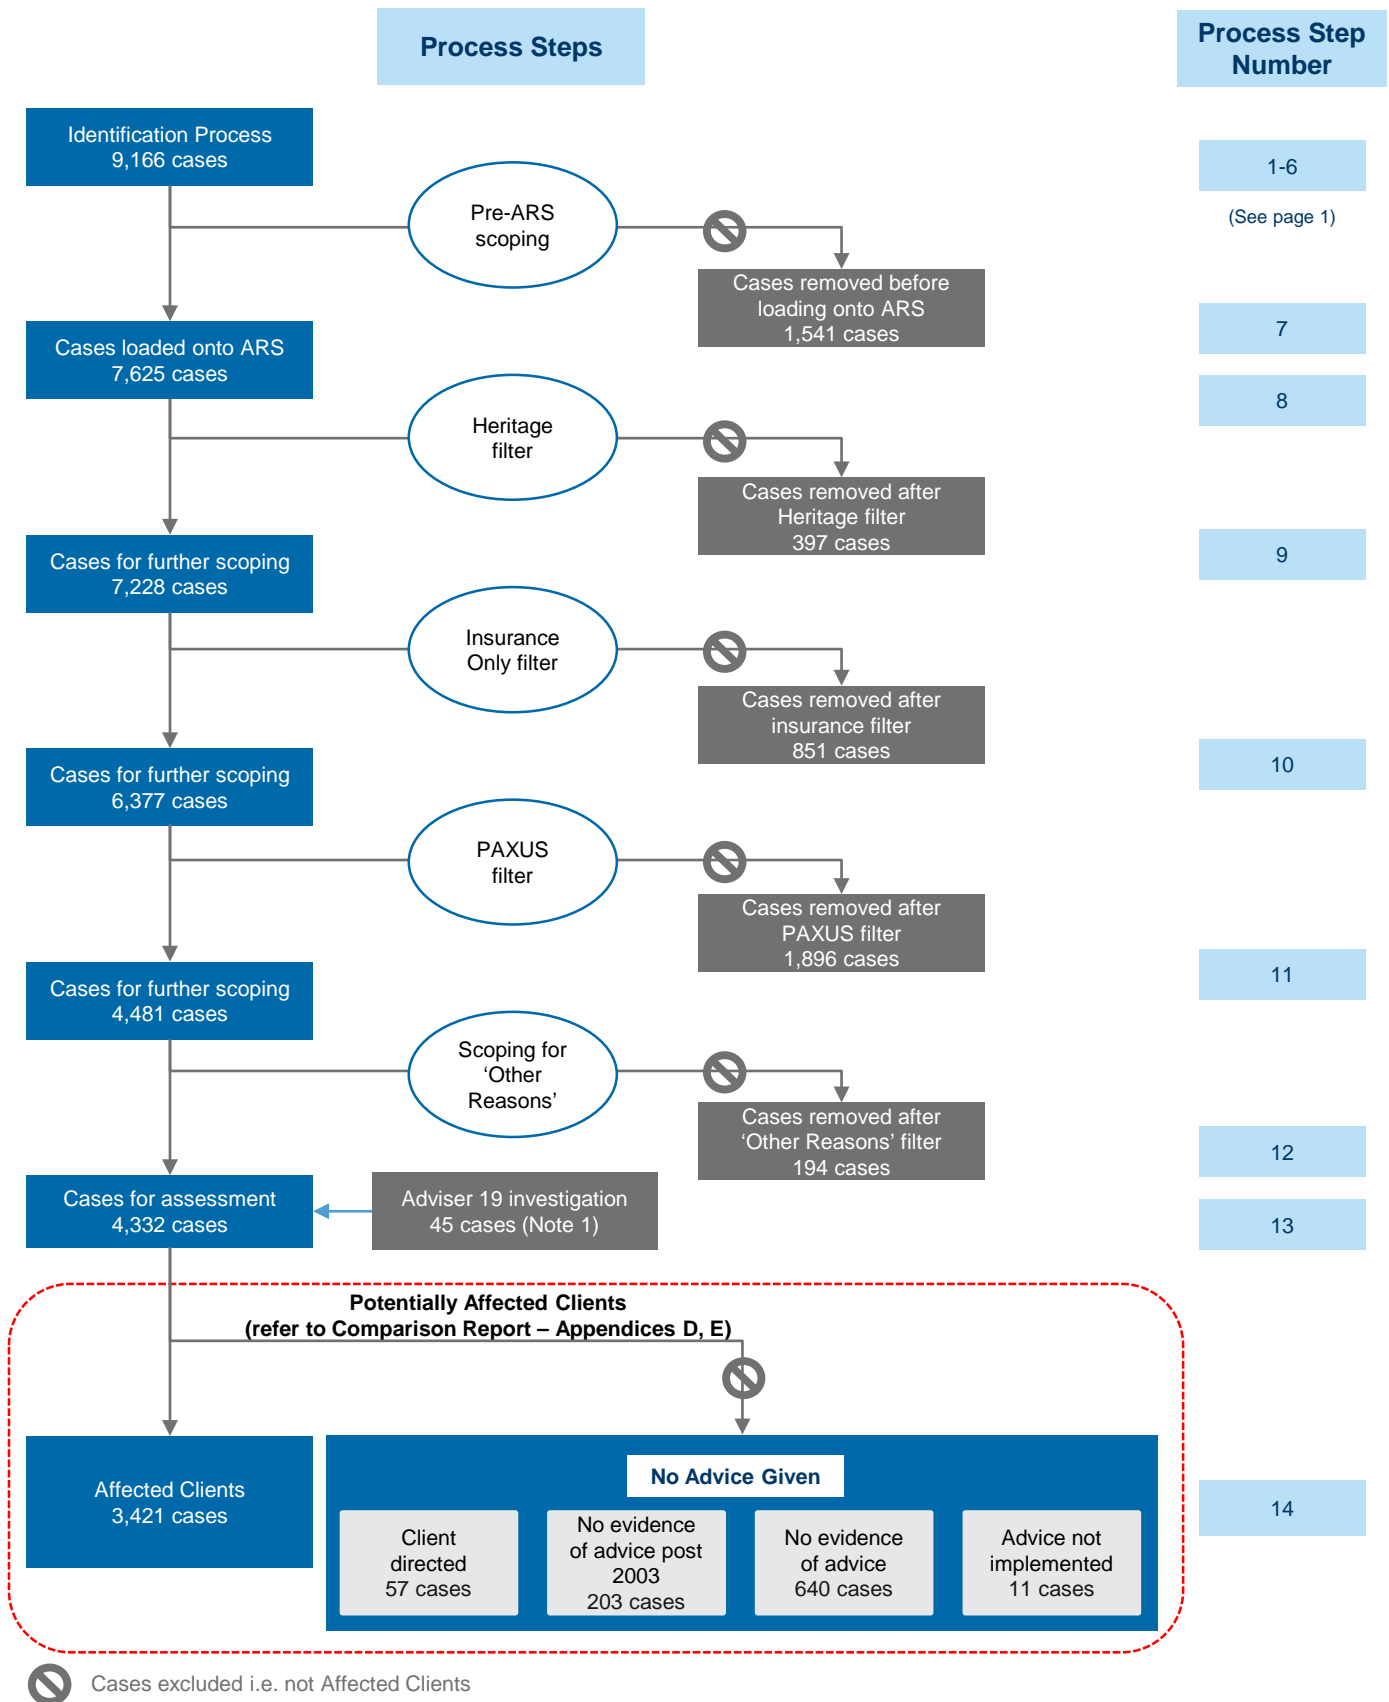 Process Steps
Process Step
Number
Identification Process
9,166 cases
1-6
(See page 1)
Pre-ARS
scoping
Cases removed before
loading onto ARS
1,541 cases
7
Cases loaded onto ARS
7,625 cases
8
Heritage
filter
Cases removed after
Heritage filter
397 cases
9
Cases for further scoping
7,228 cases
Insurance
Only filter
Cases removed after
insurance filter
851 cases
10
Cases for further scoping
6,377 cases
PAXUS
filter
Cases removed after
PAXUS filter
1,896 cases
11
Cases for further scoping
4,481 cases
Scoping for
‘Other
Reasons’
Cases removed after
‘Other Reasons’ filter
194 cases
12
Cases for assessment
4,332 cases
Adviser 19 investigation
45 cases (Note 1)
13
Potentially Affected Clients
(refer to Comparison Report – Appendices D, E)
Affected Clients
3,421 cases
No Advice Given
Client
directed
57 cases
No evidence
of advice post
2003
203 cases
No evidence
of advice
640 cases
Advice not
implemented
11 cases
14
Cases excluded i.e. not Affected Clients